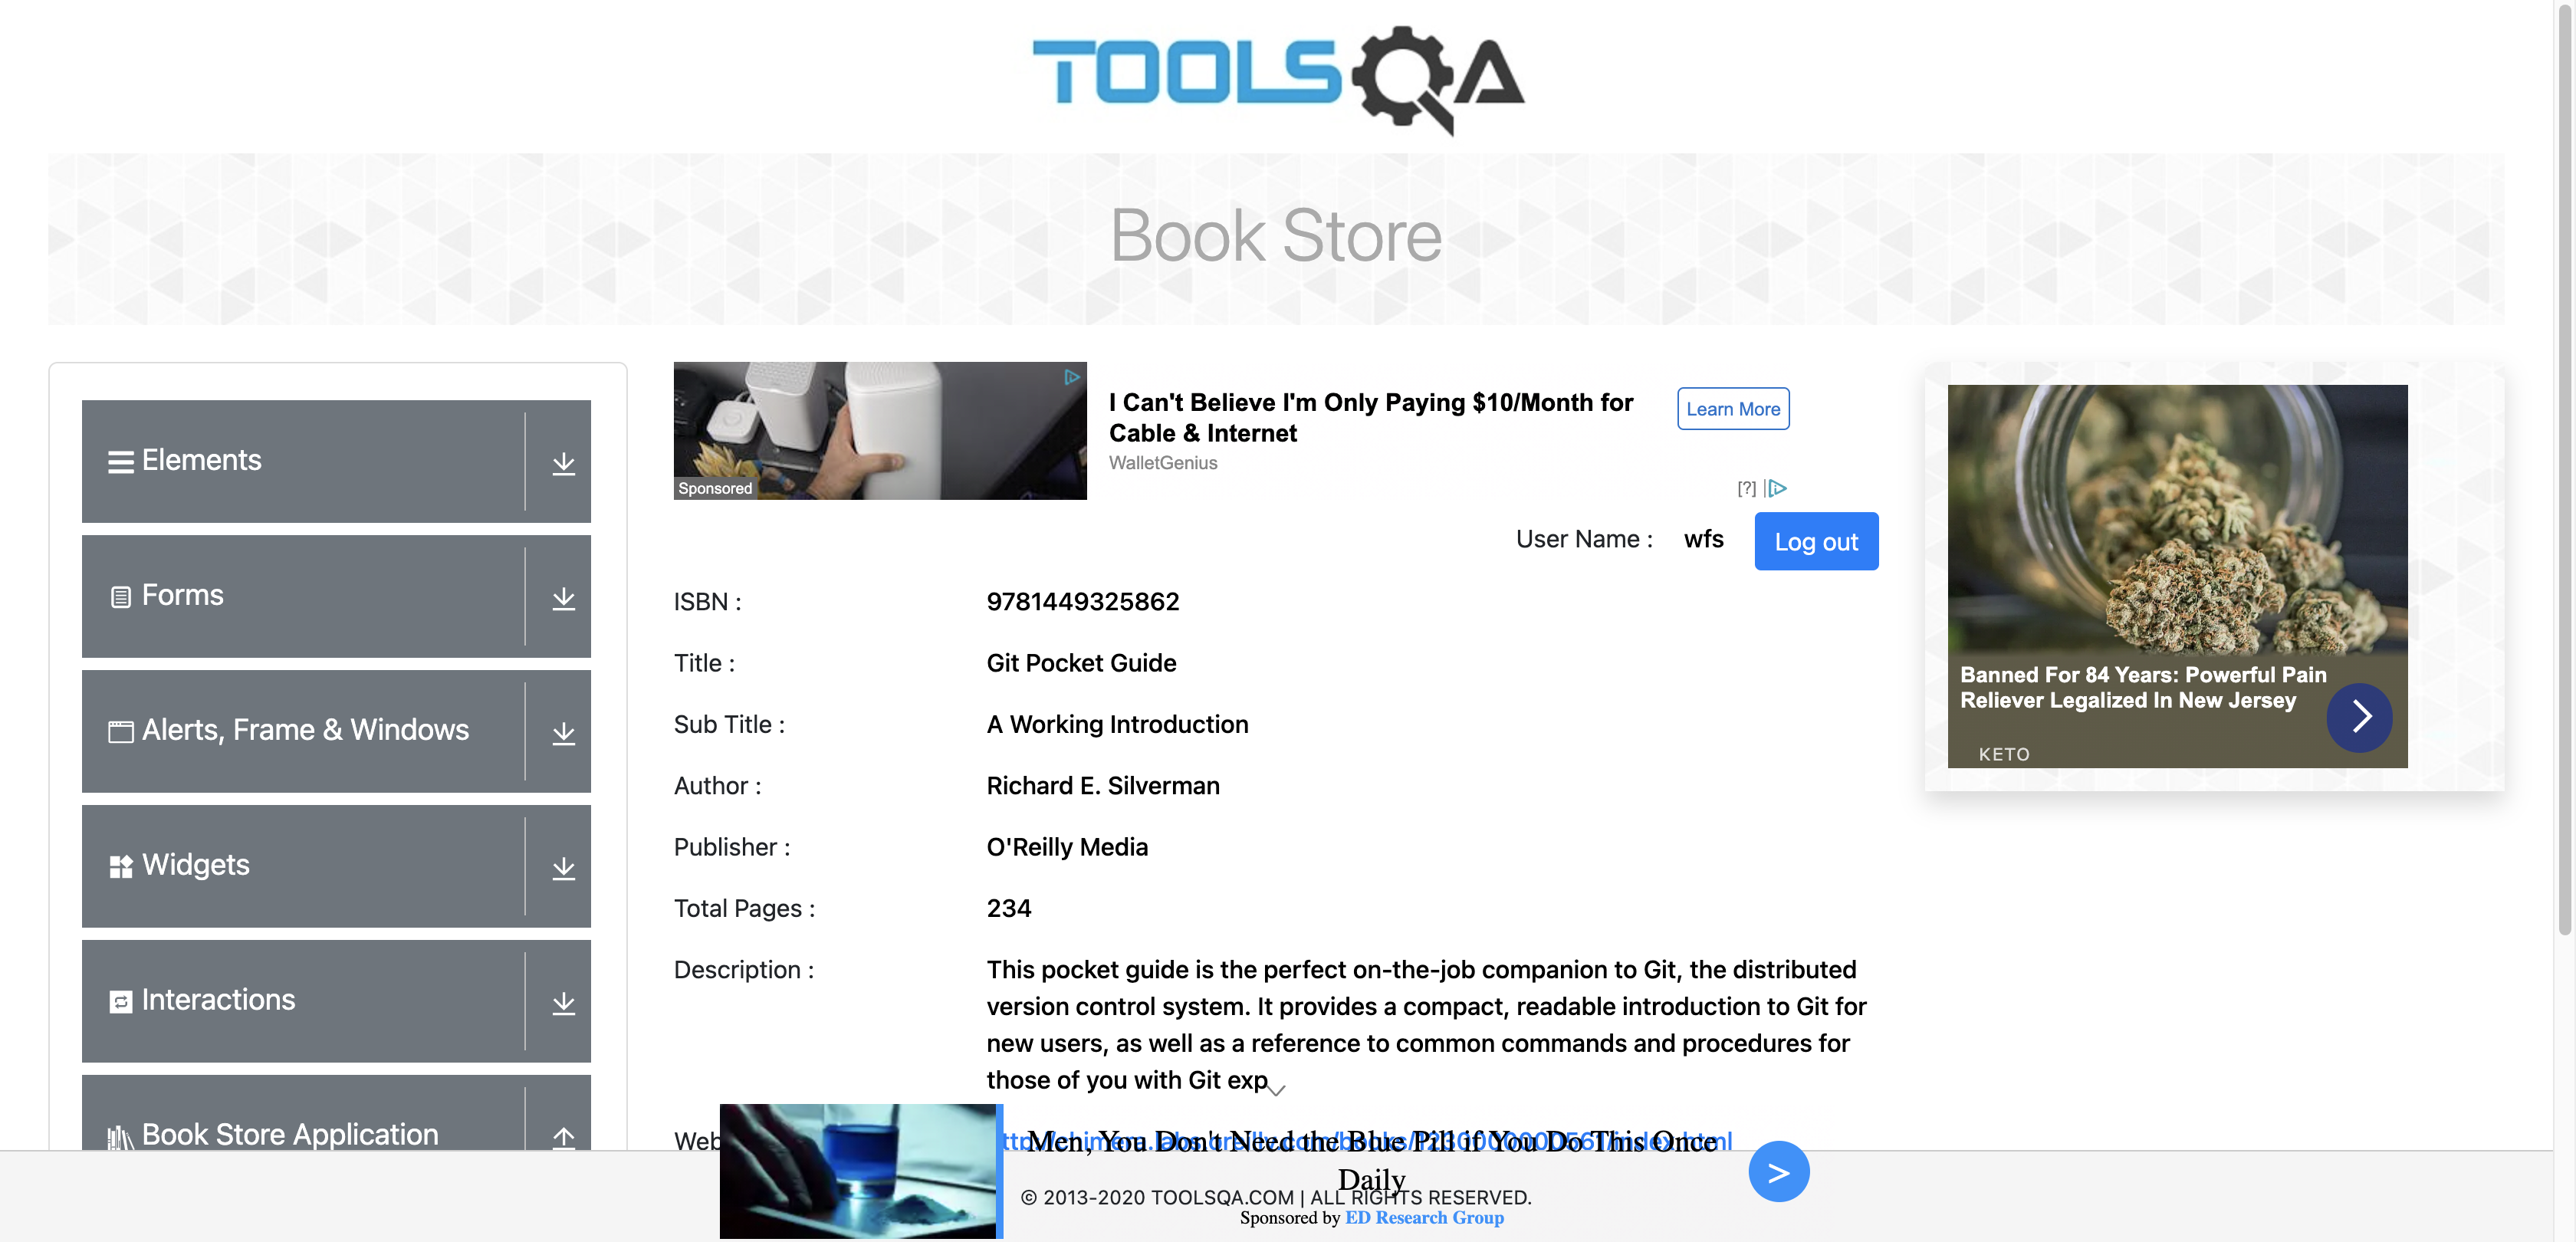 TOOLSQA
Book Store
Elements
Forms
Alerts, Frame & Windows
Widgets
Interactions
Book Store Application
Sponsored
I Can't Believe I'm Only Paying $10/Month for
Cable & Internet
WalletGenius
Learn More
[?]
User Name : wfs Log out
ISBN : 9781449325862
Title : Git Pocket Guide
Sub Title : A Working Introduction
Author : Richard E. Silverman
Publisher : O'Reilly Media
Total Pages : 234
Description : This pocket guide is the perfect on-the-job companion to Git, the distributed
version control system. It provides a compact, readable introduction to Git for
new users, as well as a reference to common commands and procedures for
those of you with Git exp
Web
Men, You Don't Need the Blue Pill if You Do This Once
Daily
>
© 2013-2020 TOOLSQA.COM | ALL RIGHTS RESERVED.
Sponsored by ED Research Group
Banned For 84 Years: Powerful Pain
Reliever Legalized In New Jersey
KETO